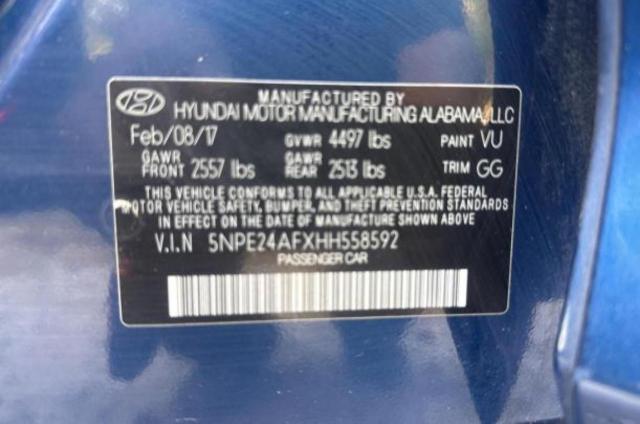 MANUFACTURED BY
HYUNDAI MOTOR MANUFACTURING ALABAMA, LLC
Feb/08/17 GVWR 4497 lbs PAINT VU
GAWR FRONT 2557 lbs GAWR REAR 2513 lbs TRIM GG
THIS VEHICLE CONFORMS TO ALL APPLICABLE U.S.A. FEDERAL
MOTOR VEHICLE SAFETY, BUMPER, AND THEFT PREVENTION STANDARDS
IN EFFECT ON THE DATE OF MANUFACTURE SHOWN ABOVE.
V.I.N 5NPE24AFXHH558592
PASSENGER CAR